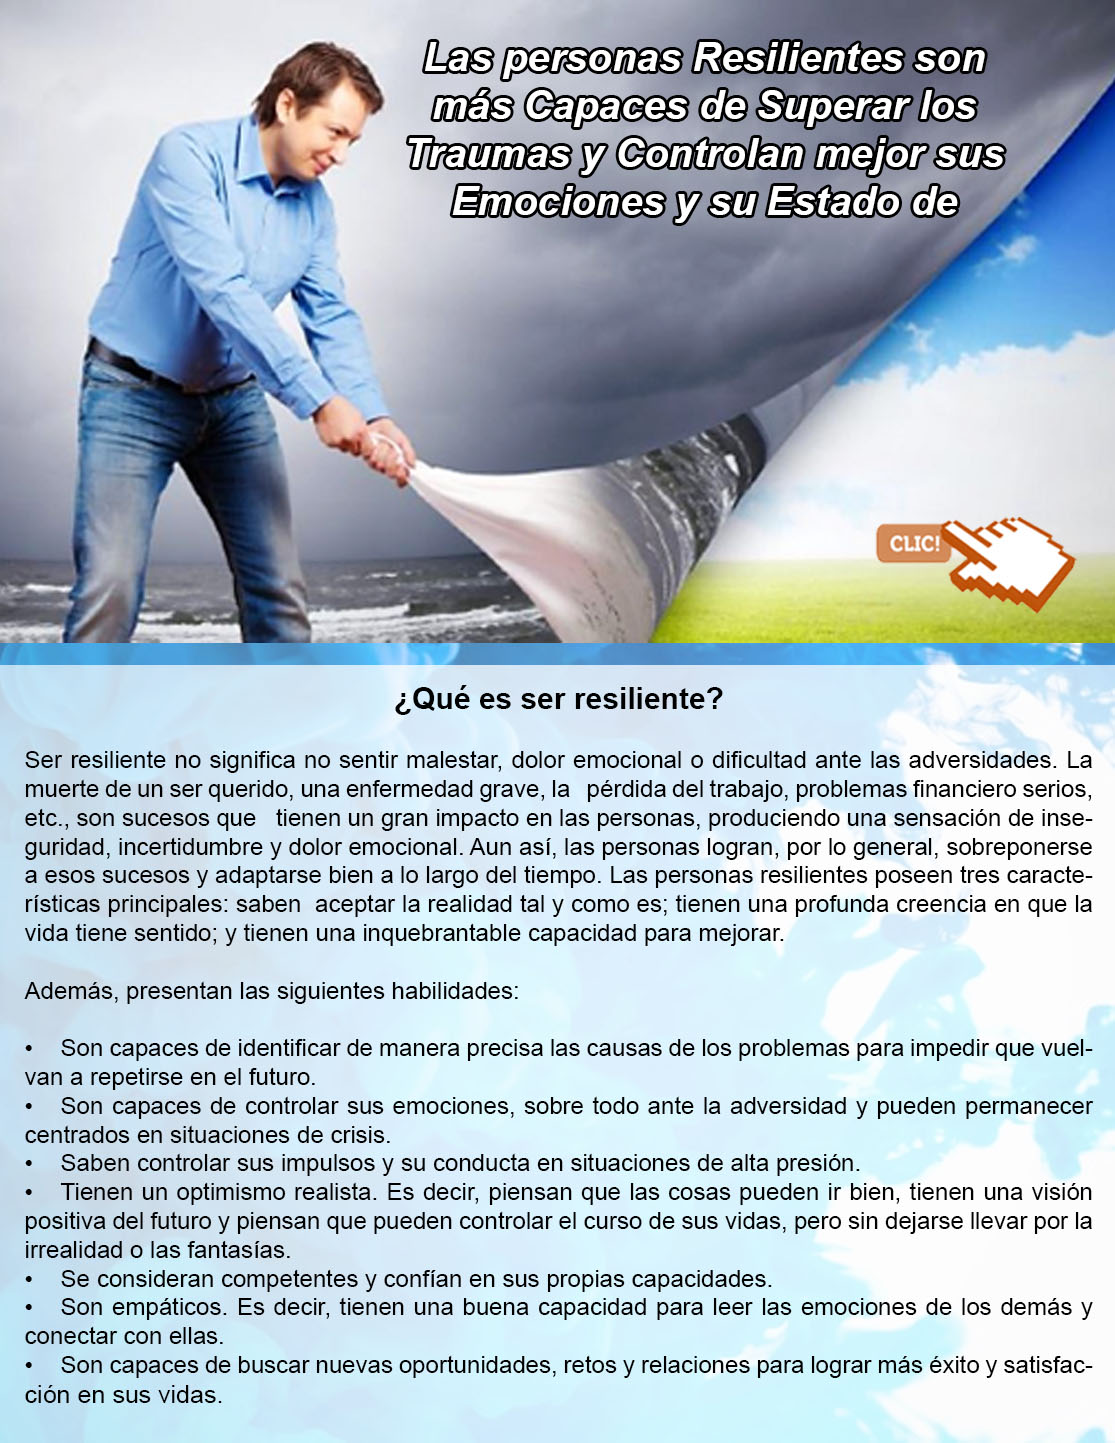 Las personas Resilientes son
más Capaces de Superar los
Traumas y Controlan mejor sus
Emociones y su Estado de
CLIC!
¿Qué es ser resiliente?
Ser resiliente no significa no sentir malestar, dolor emocional o dificultad ante las adversidades. La
muerte de un ser querido, una enfermedad grave, la pérdida del trabajo, problemas financiero serios,
etc., son sucesos que tienen un gran impacto en las personas, produciendo una sensación de inse-
guridad, incertidumbre y dolor emocional. Aun así, las personas logran, por lo general, sobreponerse
a esos sucesos y adaptarse bien a lo largo del tiempo. Las personas resilientes poseen tres caracte-
rísticas principales: saben aceptar la realidad tal y como es; tienen una profunda creencia en que la
vida tiene sentido; y tienen una inquebrantable capacidad para mejorar.
Además, presentan las siguientes habilidades:
• Son capaces de identificar de manera precisa las causas de los problemas para impedir que vuel-
van a repetirse en el futuro.
• Son capaces de controlar sus emociones, sobre todo ante la adversidad y pueden permanecer
centrados en situaciones de crisis.
• Saben controlar sus impulsos y su conducta en situaciones de alta presión.
• Tienen un optimismo realista. Es decir, piensan que las cosas pueden ir bien, tienen una visión
positiva del futuro y piensan que pueden controlar el curso de sus vidas, pero sin dejarse llevar por la
irrealidad o las fantasías.
• Se consideran competentes y confían en sus propias capacidades.
• Son empáticos. Es decir, tienen una buena capacidad para leer las emociones de los demás y
conectar con ellas.
• Son capaces de buscar nuevas oportunidades, retos y relaciones para lograr más éxito y satisfac-
ción en sus vidas.